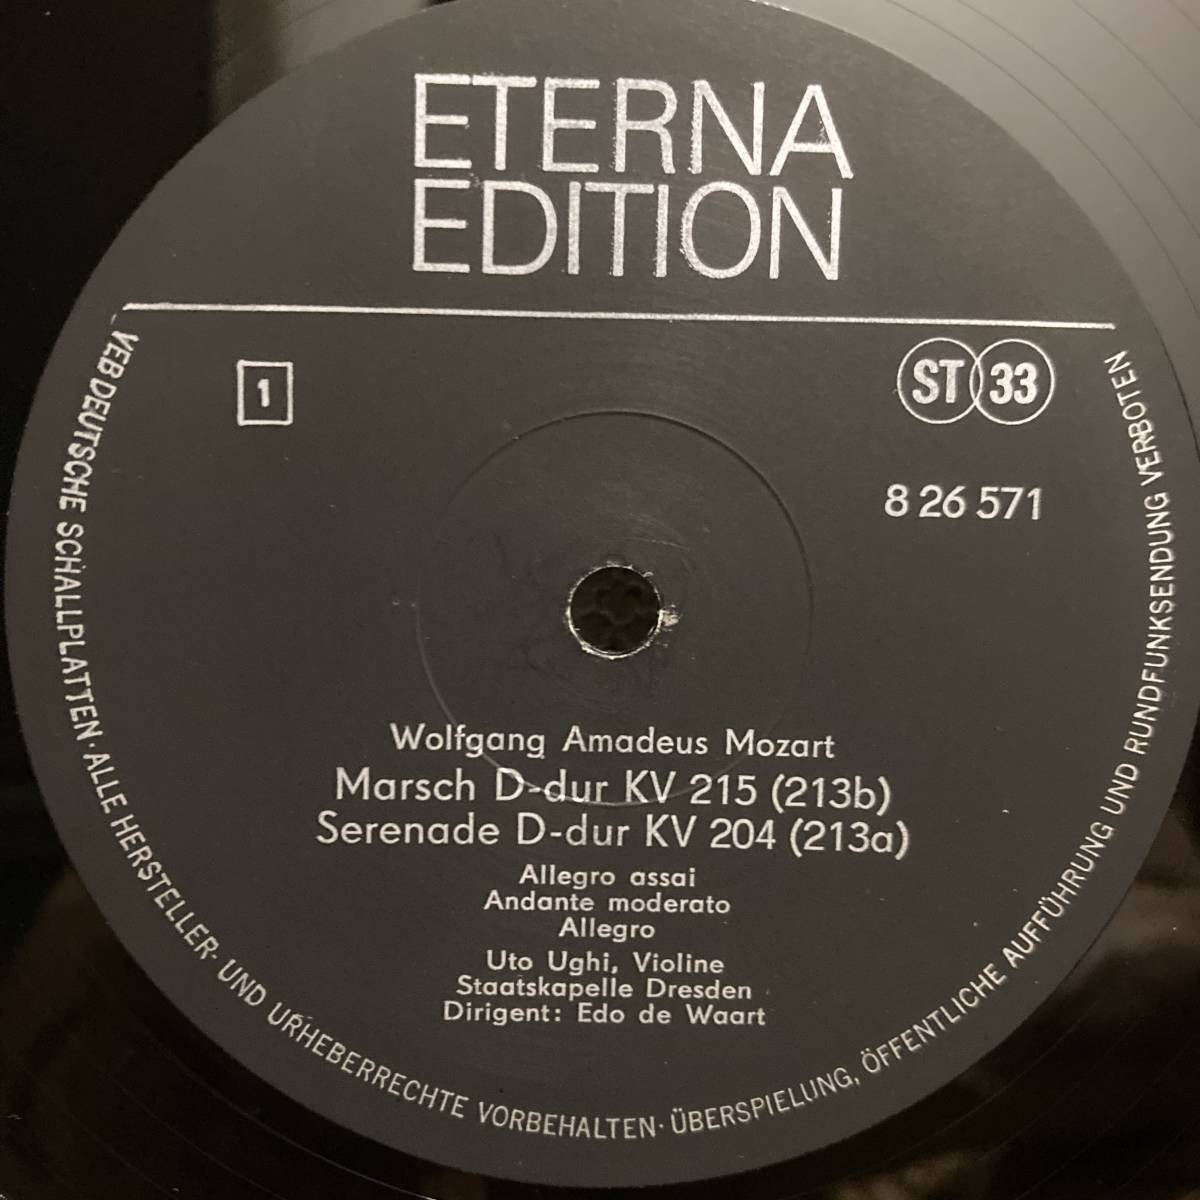 ETERNA
EDITION
1
ST 33
8 26 571
Wolfgang Amadeus Mozart
Marsch D-dur KV 215 (213b)
Serenade D-dur KV 204 (213a)
Allegro assai
Andante moderato
Allegro
Uto Ughi, Violine
Staatskapelle Dresden
Dirigent: Edo de Waart
VEB DEUTSCHE SCHALLPLATTEN · ALLE HERSTELLER- UND URHEBERRECHTE VORBEHALTEN · ÜBERSPIELUNG, ÖFFENTLICHE AUFFÜHRUNG UND RUNDFUNKSENDUNG VERBOTEN